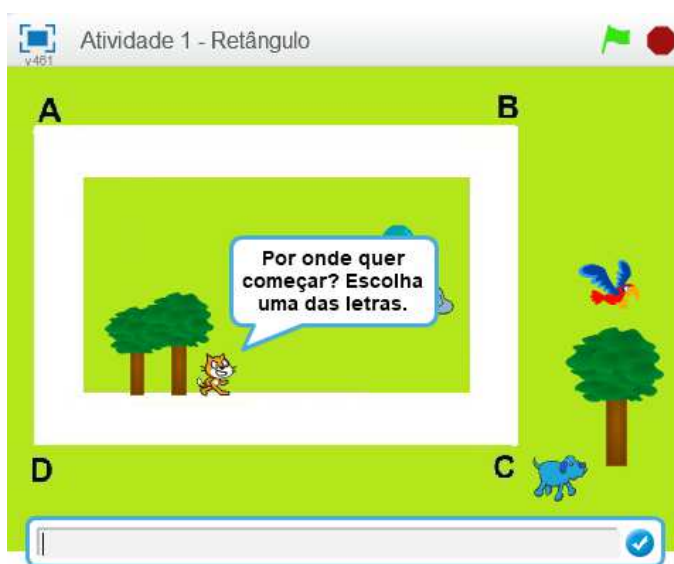 Atividade 1 - Retângulo
v461
A
B
Por onde quer
começar? Escolha
uma das letras.
D
C